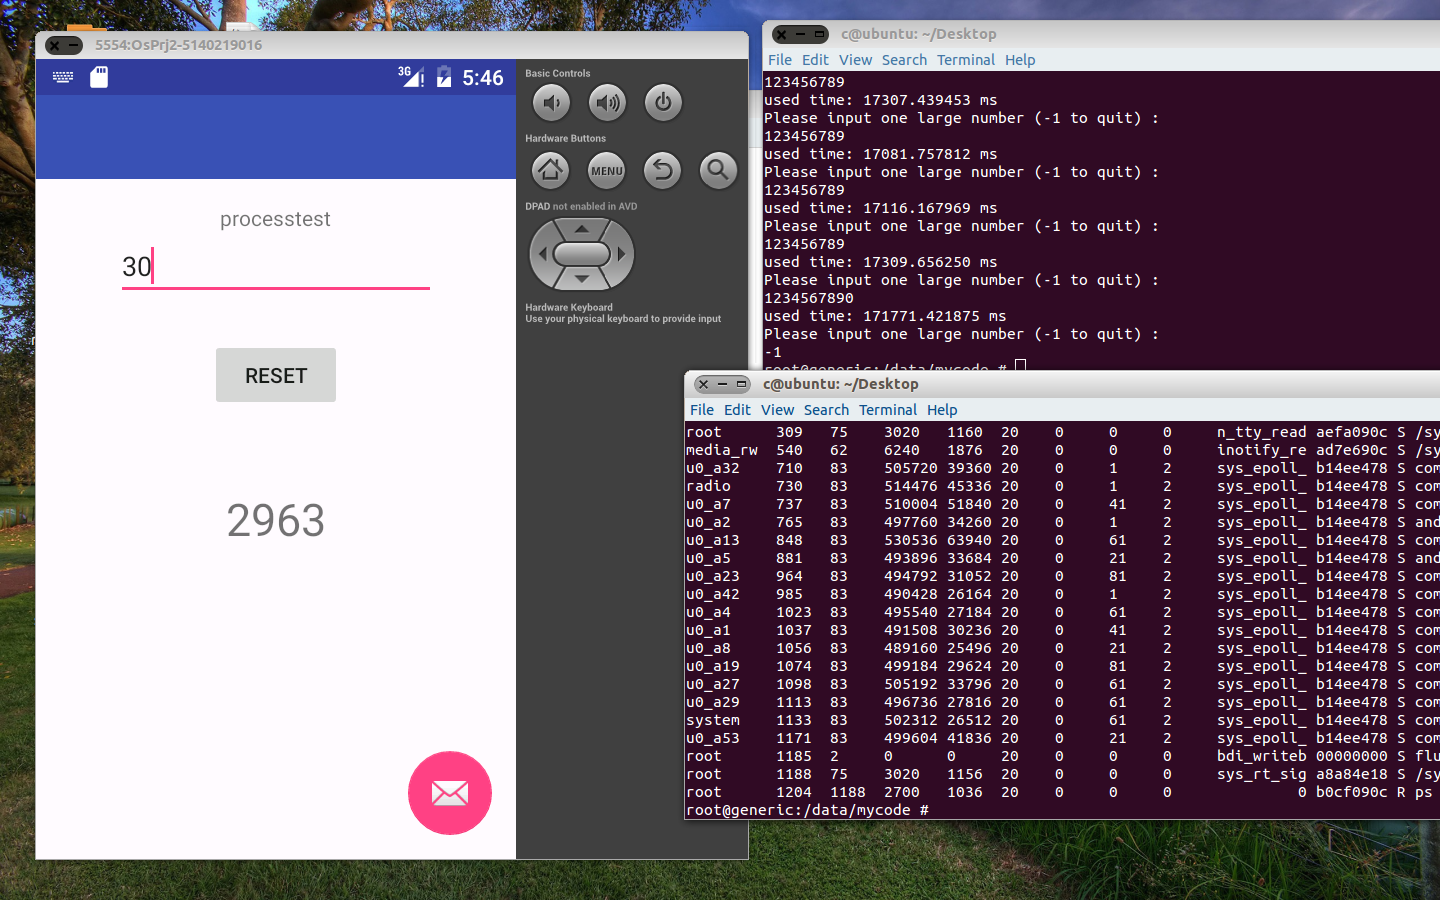 5554:OsPrj2-5140219016
3G
5:46
processtest
30
RESET
2963
Basic Controls
Hardware Buttons
MENU
DPAD not enabled in AVD
Hardware Keyboard
Use your physical keyboard to provide input
c@ubuntu: ~/Desktop
File Edit View Search Terminal Help
123456789
used time: 17307.439453 ms
Please input one large number (-1 to quit) :
123456789
used time: 17081.757812 ms
Please input one large number (-1 to quit) :
123456789
used time: 17116.167969 ms
Please input one large number (-1 to quit) :
123456789
used time: 17309.656250 ms
Please input one large number (-1 to quit) :
1234567890
used time: 171771.421875 ms
Please input one large number (-1 to quit) :
-1
root@generic:/data/mycode #
c@ubuntu: ~/Desktop
File Edit View Search Terminal Help
root 309 75 3020 1160 20 0 0 0 n_tty_read aefa090c S /sy
media_rw 540 62 6240 1876 20 0 0 0 inotify_re ad7e690c S /sy
u0_a32 710 83 505720 39360 20 0 1 2 sys_epoll_ b14ee478 S com
radio 730 83 514476 45336 20 0 1 2 sys_epoll_ b14ee478 S com
u0_a7 737 83 510004 51840 20 0 41 2 sys_epoll_ b14ee478 S com
u0_a2 765 83 497760 34260 20 0 1 2 sys_epoll_ b14ee478 S and
u0_a13 848 83 530536 63940 20 0 61 2 sys_epoll_ b14ee478 S com
u0_a5 881 83 493896 33684 20 0 21 2 sys_epoll_ b14ee478 S and
u0_a23 964 83 494792 31052 20 0 81 2 sys_epoll_ b14ee478 S com
u0_a42 985 83 490428 26164 20 0 1 2 sys_epoll_ b14ee478 S com
u0_a4 1023 83 495540 27184 20 0 61 2 sys_epoll_ b14ee478 S com
u0_a1 1037 83 491508 30236 20 0 41 2 sys_epoll_ b14ee478 S com
u0_a8 1056 83 489160 25496 20 0 21 2 sys_epoll_ b14ee478 S com
u0_a19 1074 83 499184 29624 20 0 81 2 sys_epoll_ b14ee478 S com
u0_a27 1098 83 505192 33796 20 0 61 2 sys_epoll_ b14ee478 S com
u0_a29 1113 83 496736 27816 20 0 61 2 sys_epoll_ b14ee478 S com
system 1133 83 502312 26512 20 0 61 2 sys_epoll_ b14ee478 S com
u0_a53 1171 83 499604 41836 20 0 21 2 sys_epoll_ b14ee478 S com
root 1185 2 0 0 20 0 0 0 bdi_writeb 00000000 S flu
root 1188 75 3020 1156 20 0 0 0 sys_rt_sig a8a84e18 S /sy
root 1204 1188 2700 1036 20 0 0 0 0 b0cf090c R ps
root@generic:/data/mycode #